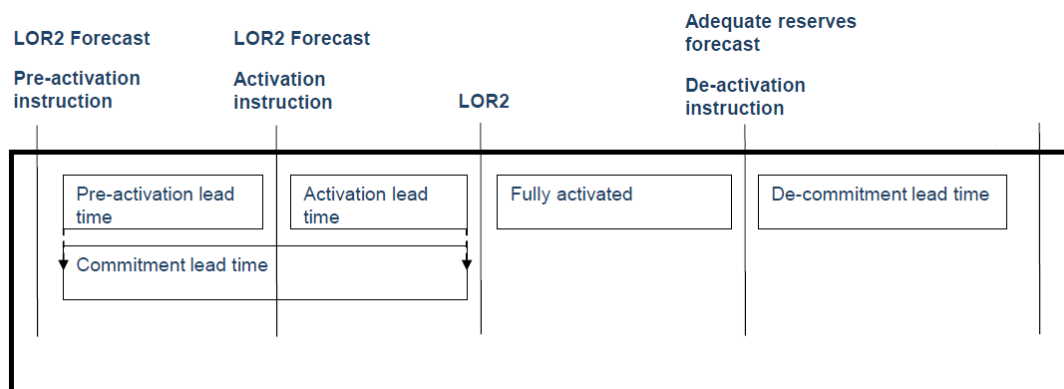 LOR2 Forecast
Pre-activation
instruction
LOR2 Forecast
Activation
instruction
LOR2
Adequate reserves
forecast
De-activation
instruction
Pre-activation lead
time
Activation lead
time
Fully activated
De-commitment lead time
Commitment lead time